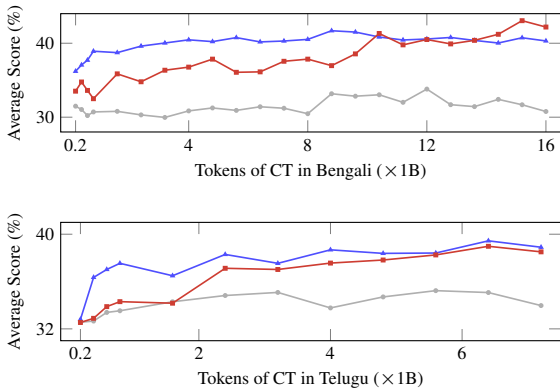 Average Score (%)
40
30
0.2 4 8 12 16
Tokens of CT in Bengali (×1B)
Average Score (%)
40
32
0.2 2 4 6
Tokens of CT in Telugu (×1B)